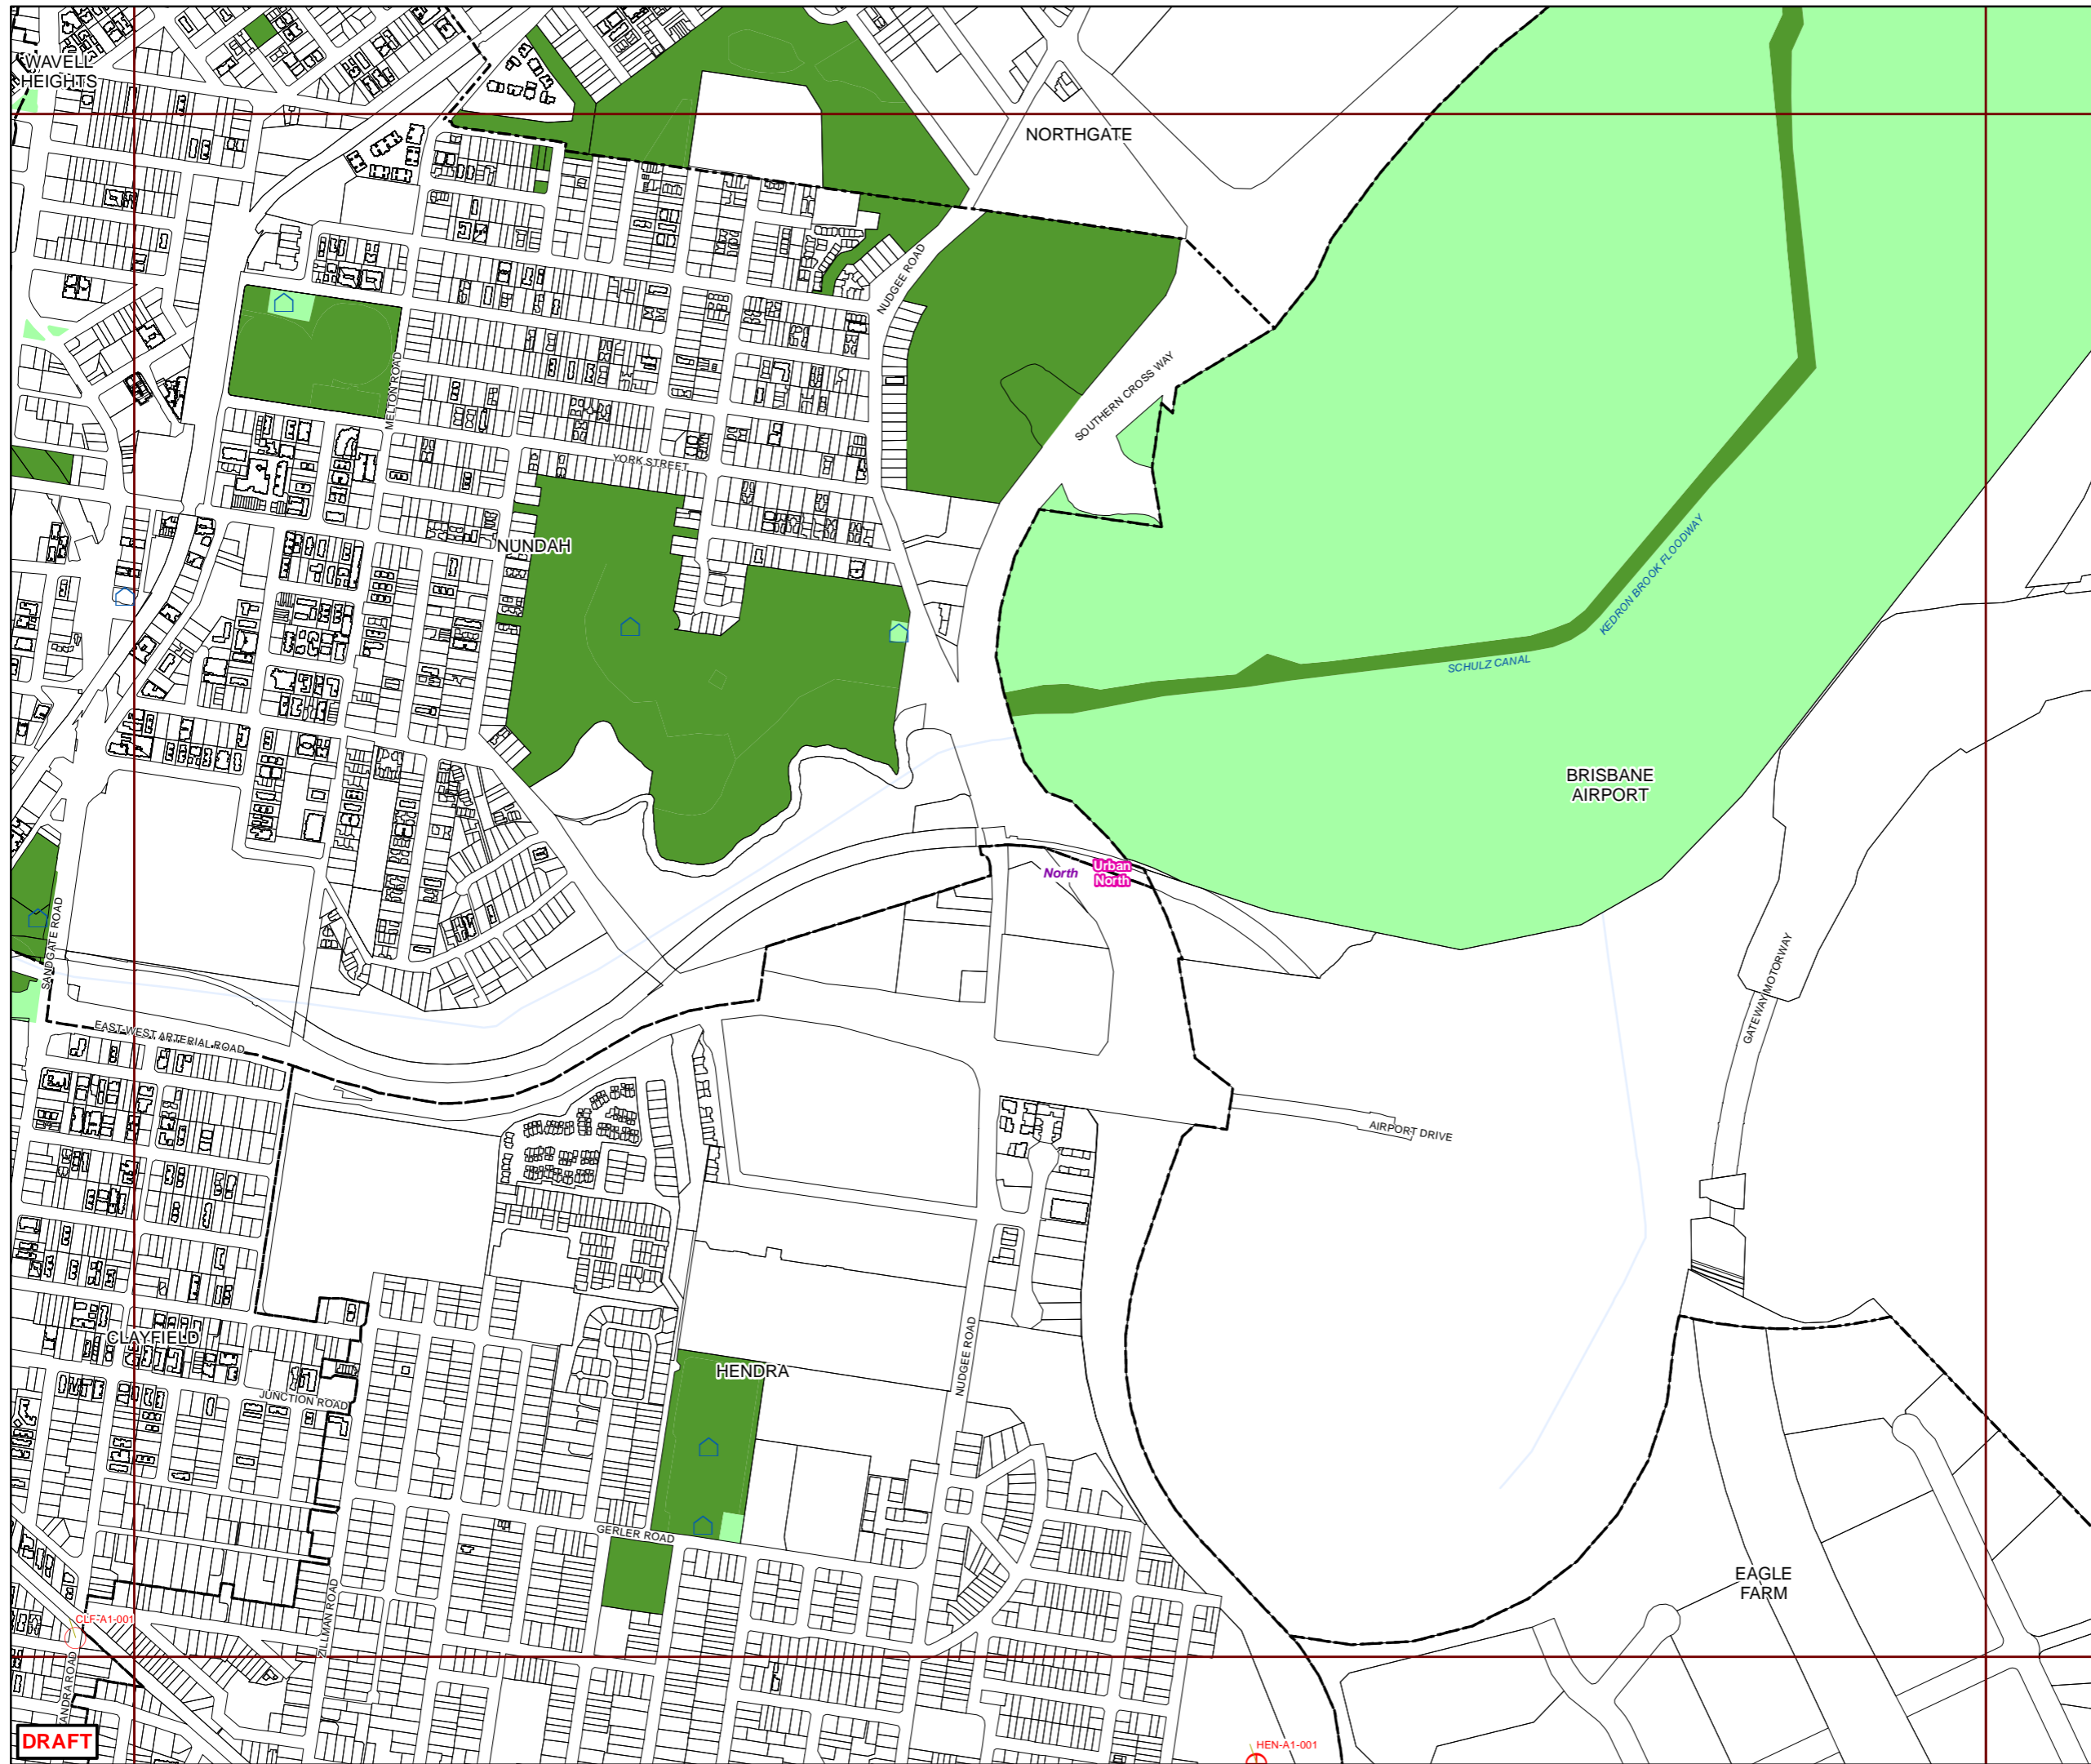 WAVELL
HEIGHTS
NORTHGATE
NUDGEE ROAD
SOUTHERN CROSS WAY
MELLON ROAD
YORK STREET
NUNDAH
KEDRON BROOK FLOODWAY
SCHULZ CANAL
BRISBANE
AIRPORT
North
Urban
North
SANDGATE ROAD
GATEWAY MOTORWAY
EAST-WEST ARTERIAL ROAD
AIRPORT DRIVE
CLAYFIELD
HENDRA
NUDGEE ROAD
JUNCTION ROAD
GERLER ROAD
EAGLE
FARM
ZILLMAN ROAD
CLF-A1-001
ANDRA ROAD
DRAFT
HEN-A1-001